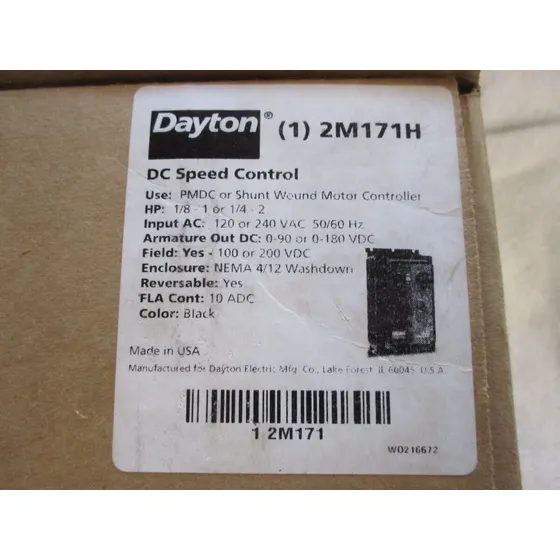 Dayton® (1) 2M171H
DC Speed Control
Use: PMDC or Shunt Wound Motor Controller
HP: 1/8 - 1 or 1/4 - 2
Input AC: 120 or 240 VAC 50/60 Hz
Armature Out DC: 0-90 or 0-180 VDC
Field: Yes - 100 or 200 VDC
Enclosure: NEMA 4/12 Washdown
Reversable: Yes
FLA Cont: 10 ADC
Color: Black
Made in USA
Manufactured for Dayton Electric Mfg. Co., Lake Forest, IL 60045 U.S.A.
1 2M171
WO216672